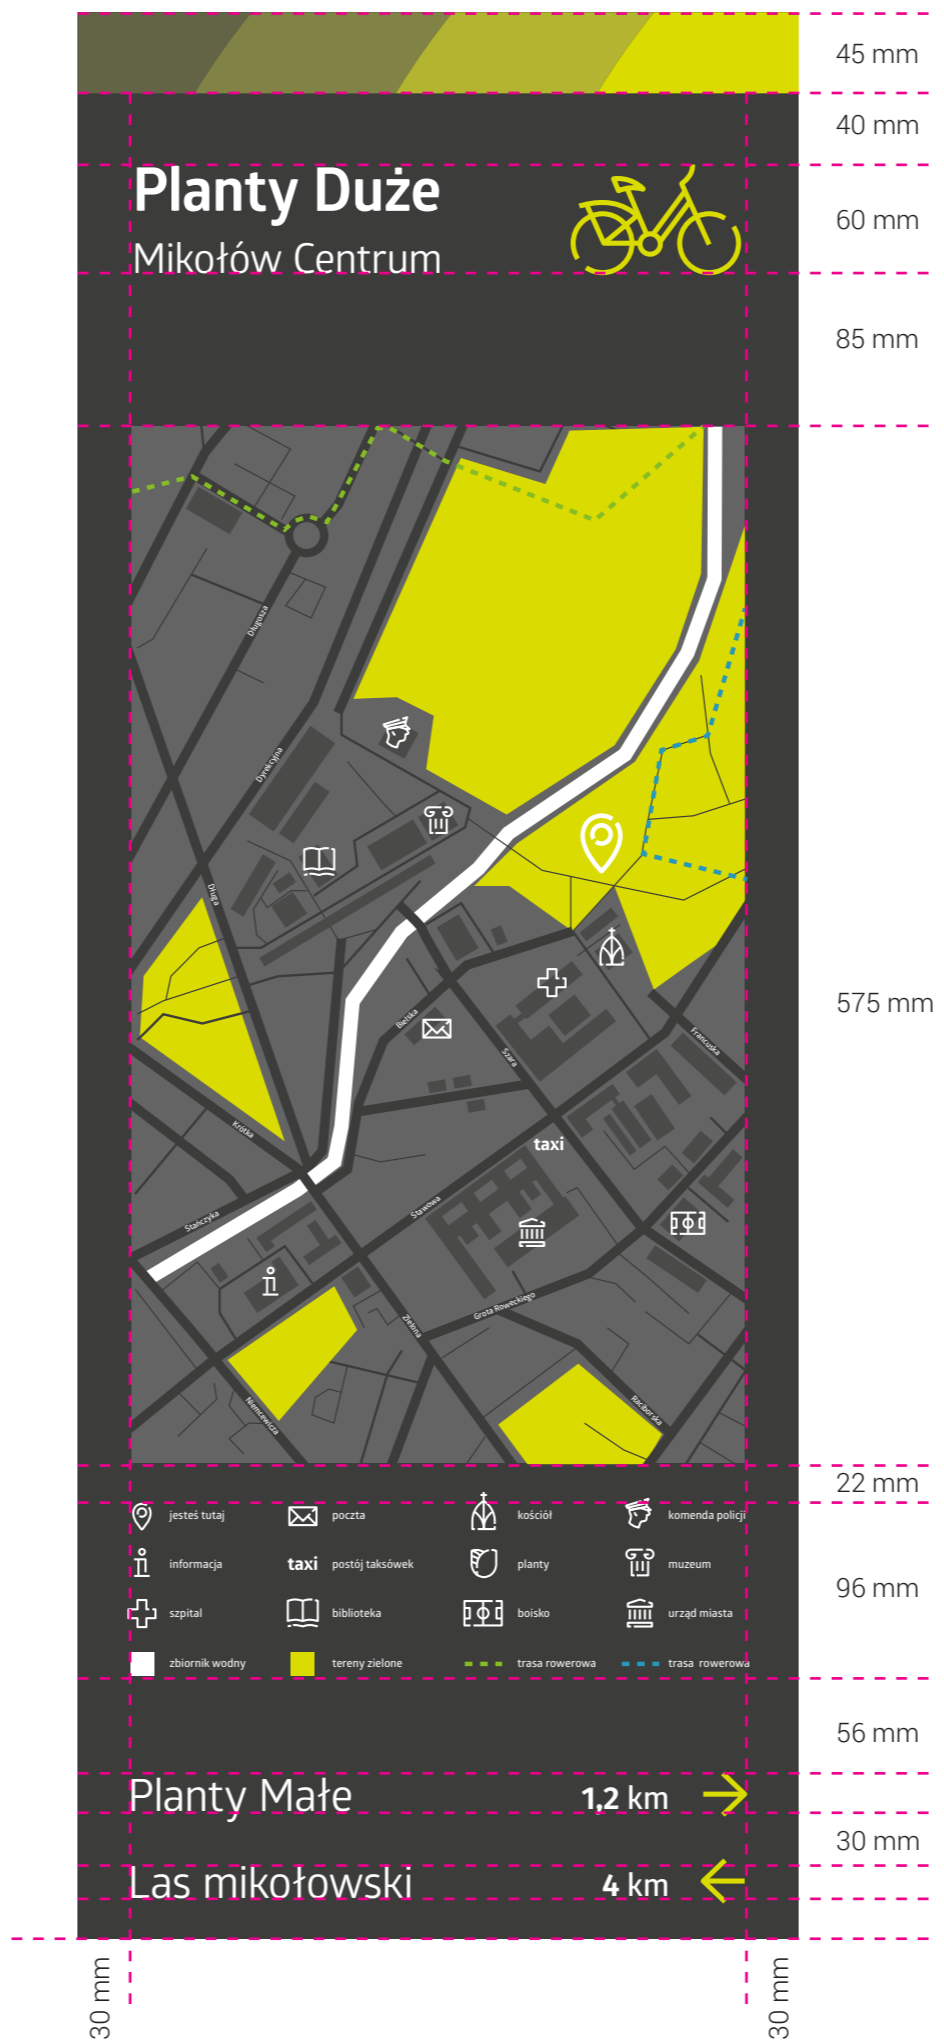 45 mm
40 mm
Planty Duże
60 mm
Mikołów Centrum
85 mm
Długosza
Dyrekcyjna
Długa
575 mm
Bielska
Szara
Francuska
Krótka
taxi
Stawowa
Stańczyka
Grota Roweckiego
Zielona
Niemcewicza
Raciborska
22 mm
jesteś tutaj poczta kościół komenda policji
informacja taxi postój taksówek planty muzeum
96 mm
szpital biblioteka boisko urząd miasta
zbiornik wodny tereny zielone trasa rowerowa trasa rowerowa
56 mm
Planty Małe 1,2 km
30 mm
Las mikołowski 4 km
30 mm 30 mm